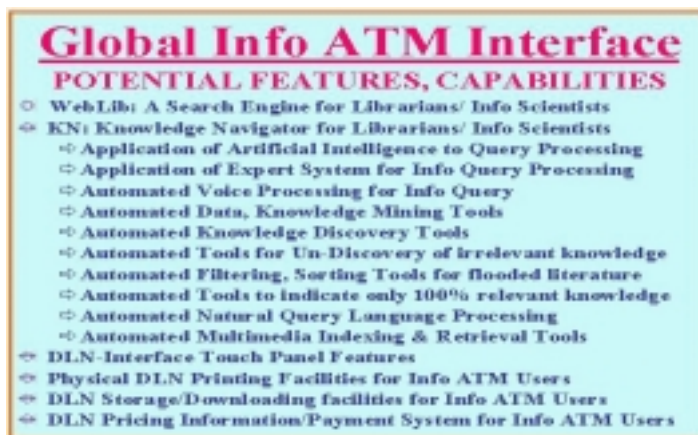 Global Info ATM Interface
POTENTIAL FEATURES, CAPABILITIES
WebLib: A Search Engine for Librarians/ Info Scientists
KN: Knowledge Navigator for Librarians/ Info Scientists
⇨ Application of Artificial Intelligence to Query Processing
⇨ Application of Expert System for Info Query Processing
⇨ Automated Voice Processing for Info Query
⇨ Automated Data, Knowledge Mining Tools
⇨ Automated Knowledge Discovery Tools
⇨ Automated Tools for Un-Discovery of irrelevant knowledge
⇨ Automated Filtering, Sorting Tools for flooded literature
⇨ Automated Tools to indicate only 100% relevant knowledge
⇨ Automated Natural Query Language Processing
⇨ Automated Multimedia Indexing & Retrieval Tools
DLN-Interface Touch Panel Features
Physical DLN Printing Facilities for Info ATM Users
DLN Storage/Downloading facilities for Info ATM Users
DLN Pricing Information/Payment System for Info ATM Users